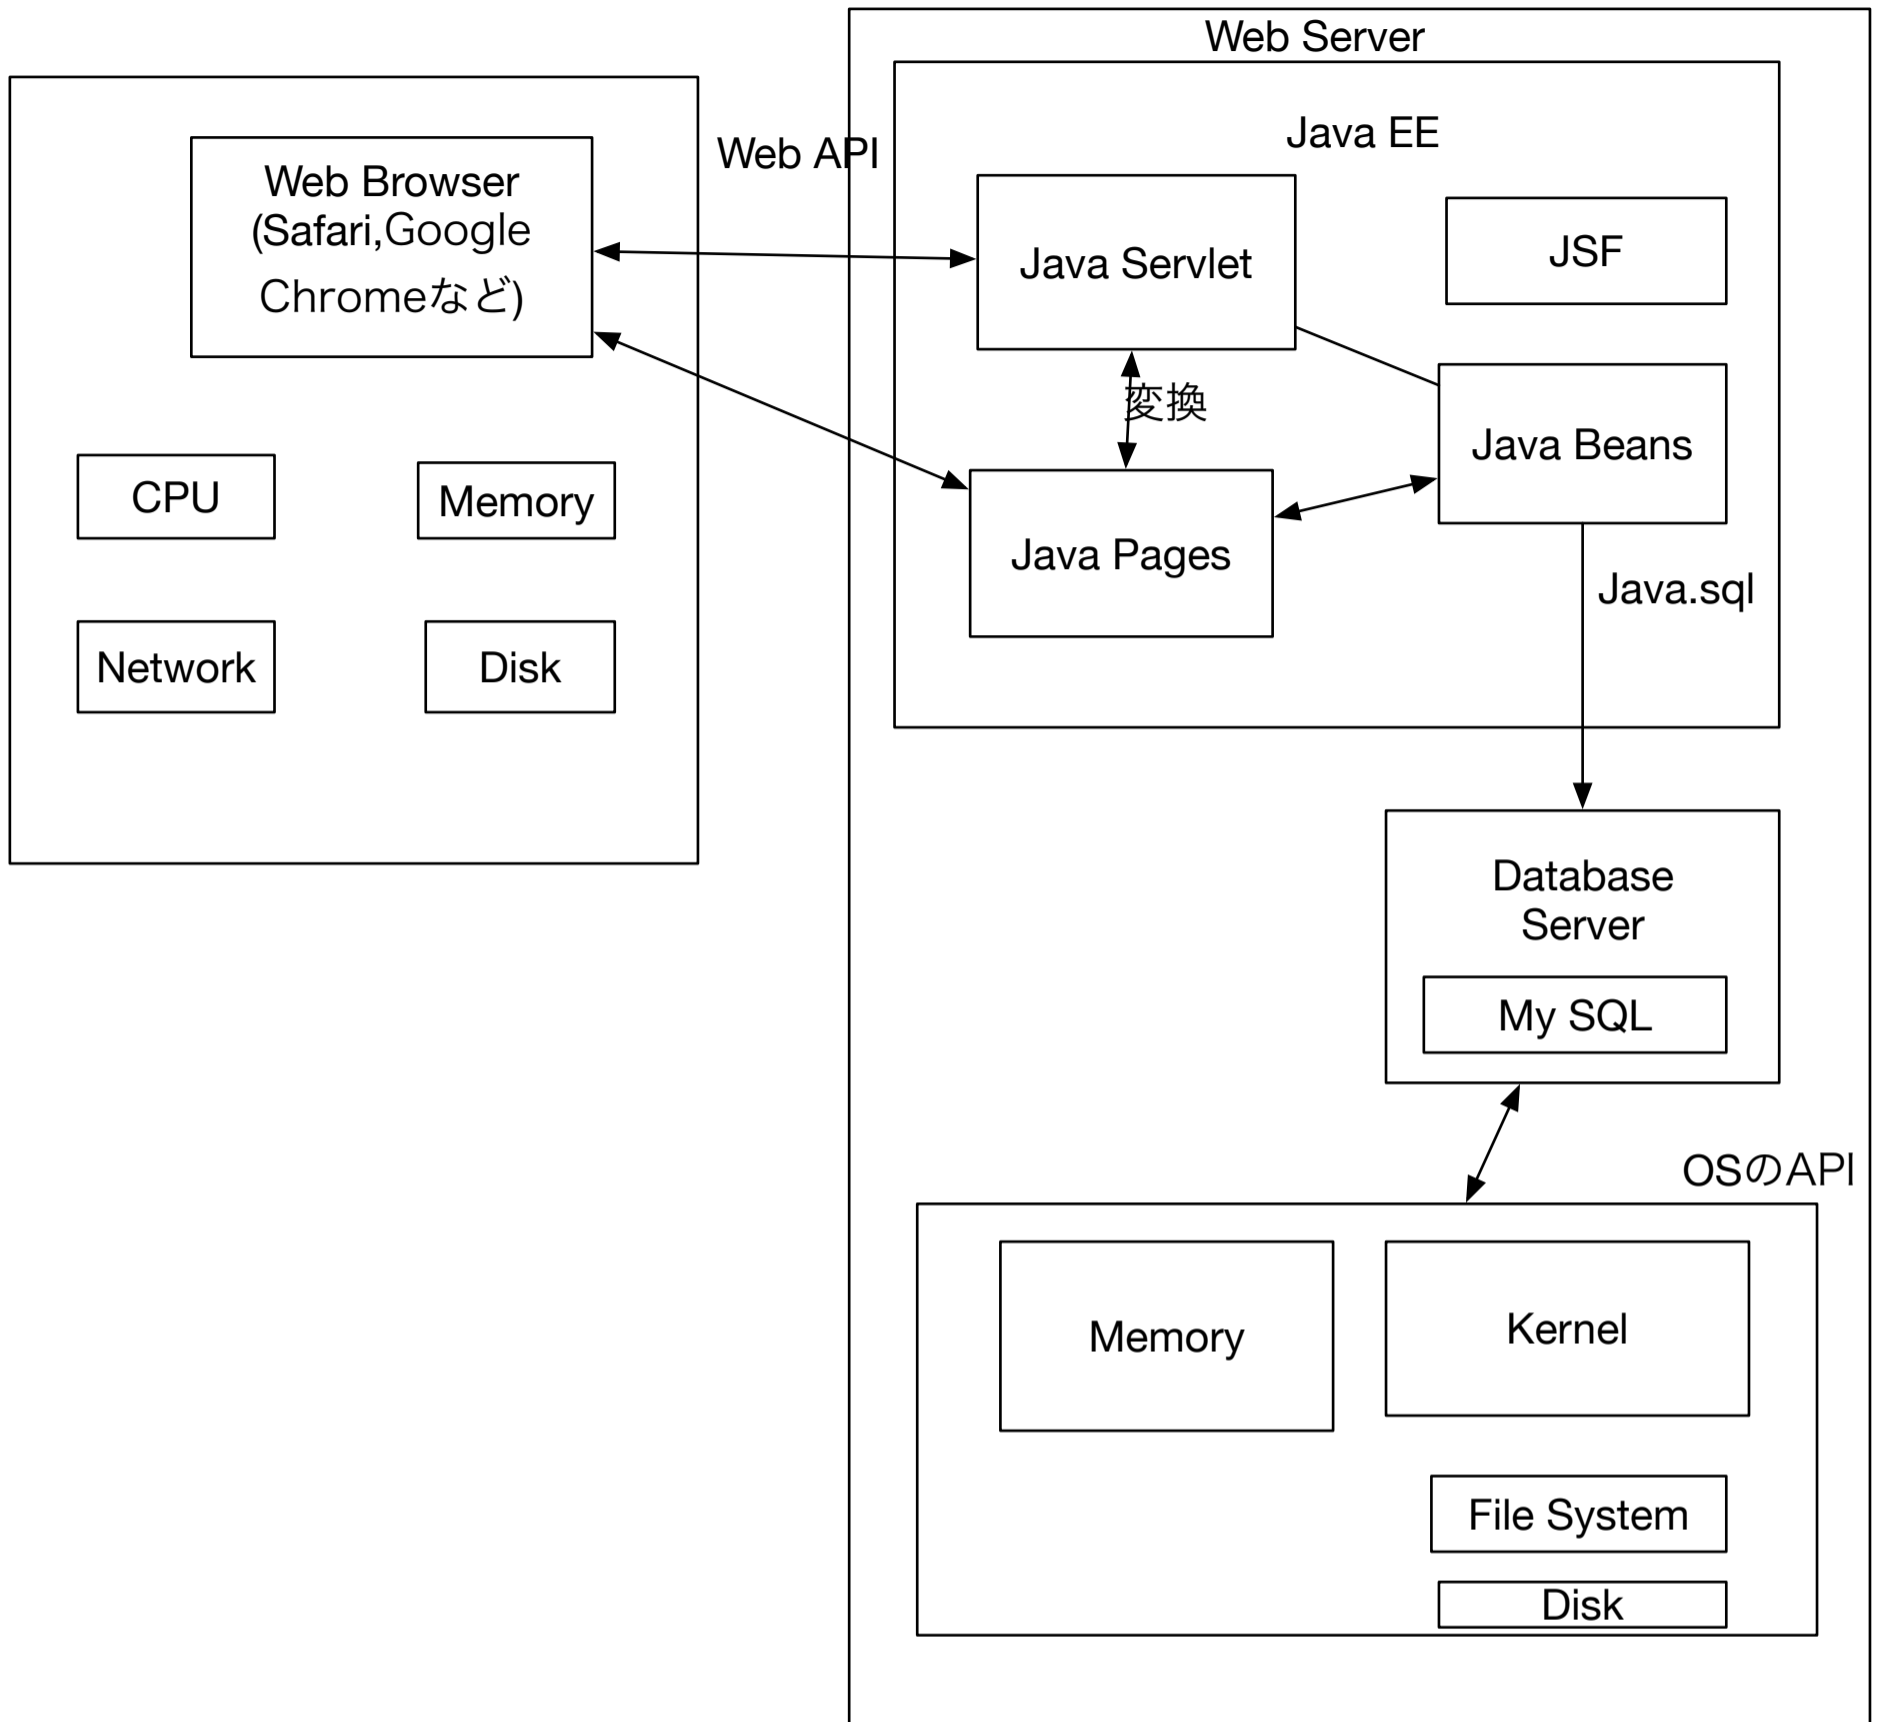 Web Server
Java EE
Web API
Web Browser
(Safari,Google
Chromeなど)
Java Servlet
JSF
変換
Java Beans
CPU
Memory
Java Pages
Java.sql
Network
Disk
Database
Server
My SQL
OSのAPI
Memory
Kernel
File System
Disk